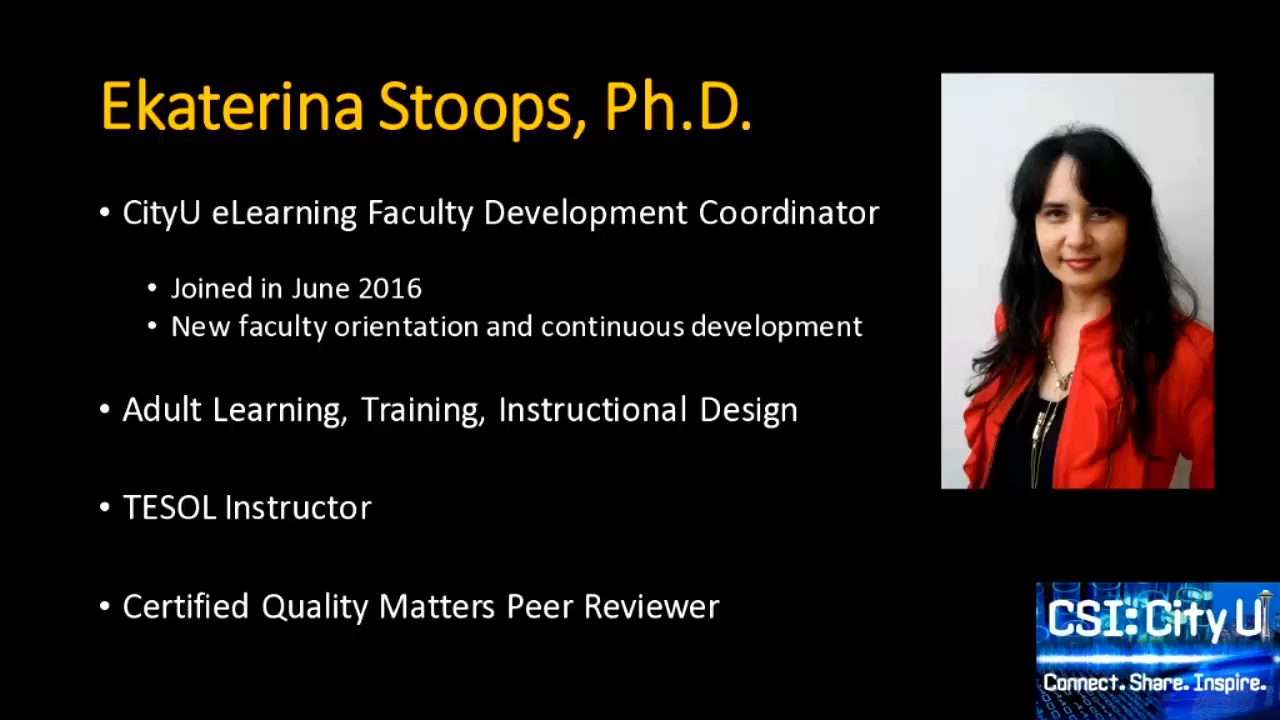 Ekaterina Stoops, Ph.D.
• CityU eLearning Faculty Development Coordinator
• Joined in June 2016
• New faculty orientation and continuous development
• Adult Learning, Training, Instructional Design
• TESOL Instructor
• Certified Quality Matters Peer Reviewer
CSI: City U
Connect. Share. Inspire.